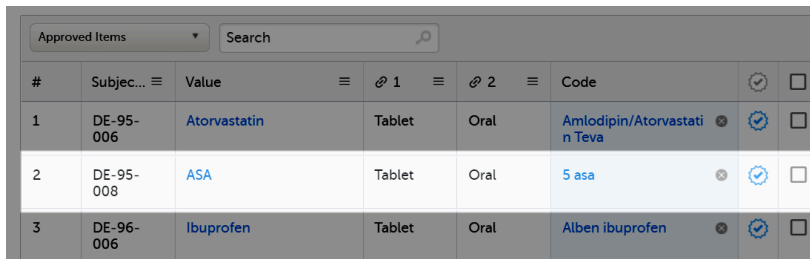 Approved Items Search
# Subjec... Value 1 2 Code
1 DE-95- Atorvastatin Tablet Oral Amlodipin/Atorvastati
006 n Teva
2 DE-95- ASA Tablet Oral 5 asa
008
3 DE-96- Ibuprofen Tablet Oral Alben ibuprofen
006